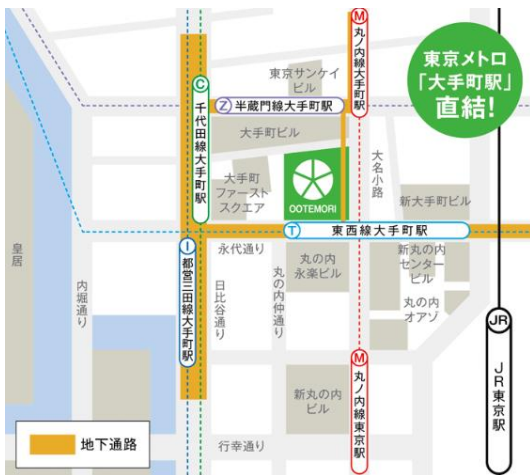 東京メトロ
「大手町駅」
直結!
M
丸ノ内線大手町駅
東京サンケイ
ビル
C
千代田線大手町駅
Z 半蔵門線大手町駅
大手町ビル
大手町
ファースト
スクエア
OOTEMORI
大名小路
新大手町ビル
T 東西線大手町駅
I
都営三田線大手町駅
皇居
内堀通り
永代通り
日比谷通り
丸の内仲通り
丸の内
永楽ビル
新丸の内
センター
ビル
丸の内
オアゾ
JR
JR東京駅
M
丸ノ内線東京駅
新丸の内
ビル
行幸通り
地下通路